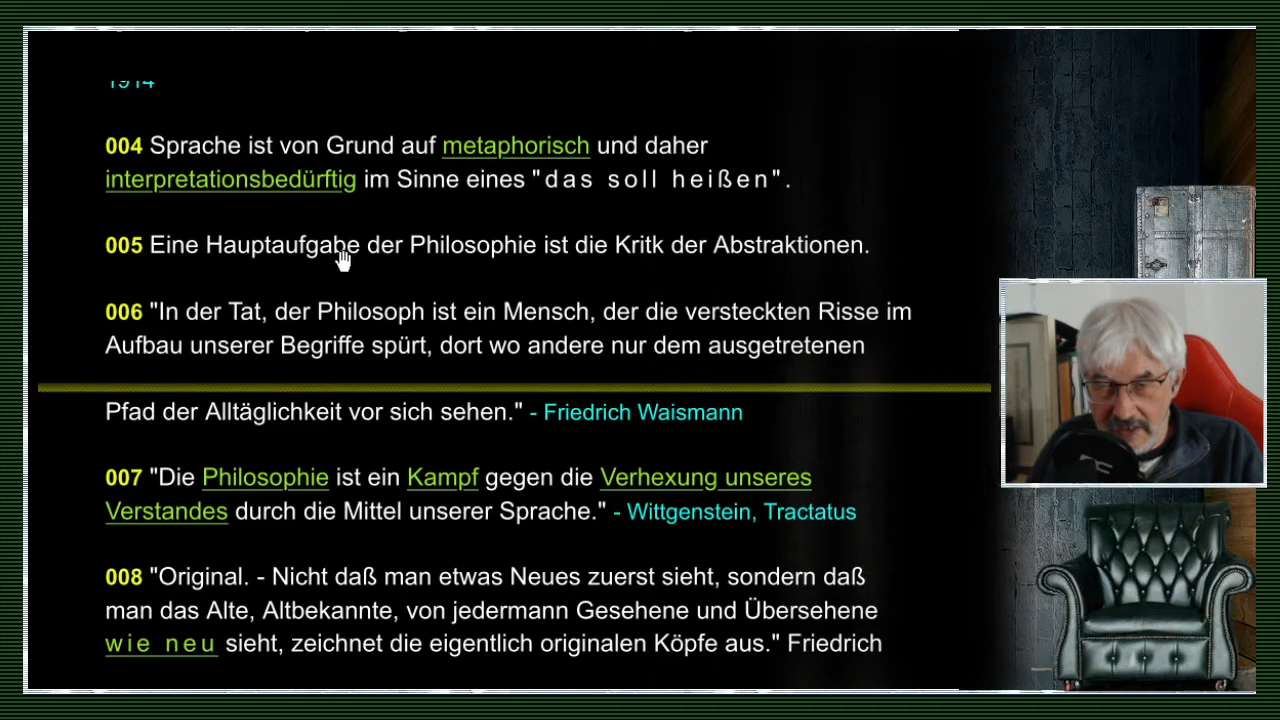 1914
004 Sprache ist von Grund auf metaphorisch und daher
interpretationsbedürftig im Sinne eines "das soll heißen".
005 Eine Hauptaufgabe der Philosophie ist die Kritk der Abstraktionen.
006 "In der Tat, der Philosoph ist ein Mensch, der die versteckten Risse im
Aufbau unserer Begriffe spürt, dort wo andere nur dem ausgetretenen
Pfad der Alltäglichkeit vor sich sehen." - Friedrich Waismann
007 "Die Philosophie ist ein Kampf gegen die Verhexung unseres
Verstandes durch die Mittel unserer Sprache." - Wittgenstein, Tractatus
008 "Original. - Nicht daß man etwas Neues zuerst sieht, sondern daß
man das Alte, Altbekannte, von jedermann Gesehene und Übersehene
wie neu sieht, zeichnet die eigentlich originalen Köpfe aus." Friedrich